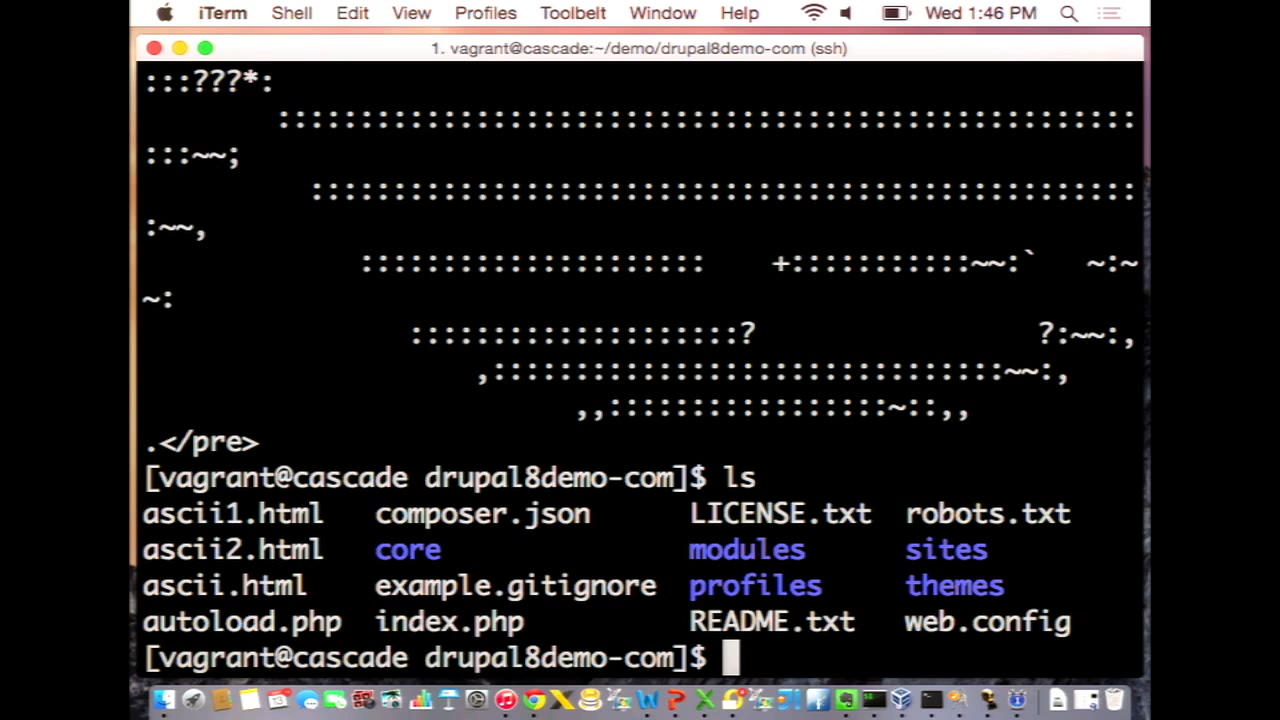 iTerm Shell Edit View Profiles Toolbelt Window Help Wed 1:46 PM
1. vagrant@cascade:~/demo/drupal8demo-com (ssh)
:::???*:
::::::::::::::::::::::::::::::::::::::::::::::::::::
:::~~;
::::::::::::::::::::::::::::::::::::::::::::::::::
:~~,
::::::::::::::::::::: +:::::::::::~~:` ~:~
~:
::::::::::::::::::::? ?:~~:,
,:::::::::::::::::::::::::::::::~~:,
,,:::::::::::::::::~::,,
.</pre>
[vagrant@cascade drupal8demo-com]$ ls
ascii1.html composer.json LICENSE.txt robots.txt
ascii2.html core modules sites
ascii.html example.gitignore profiles themes
autoload.php index.php README.txt web.config
[vagrant@cascade drupal8demo-com]$